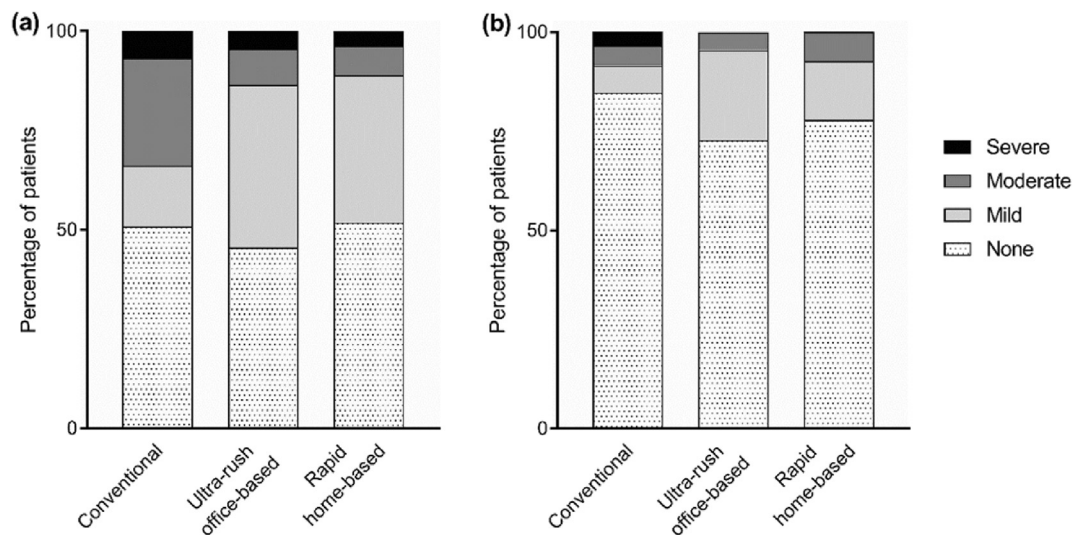 (a)
Percentage of patients
100
50
0
Conventional
Ultra-rush
office-based
Rapid
home-based
(b)
Percentage of patients
100
50
0
Conventional
Ultra-rush
office-based
Rapid
home-based
Severe
Moderate
Mild
None